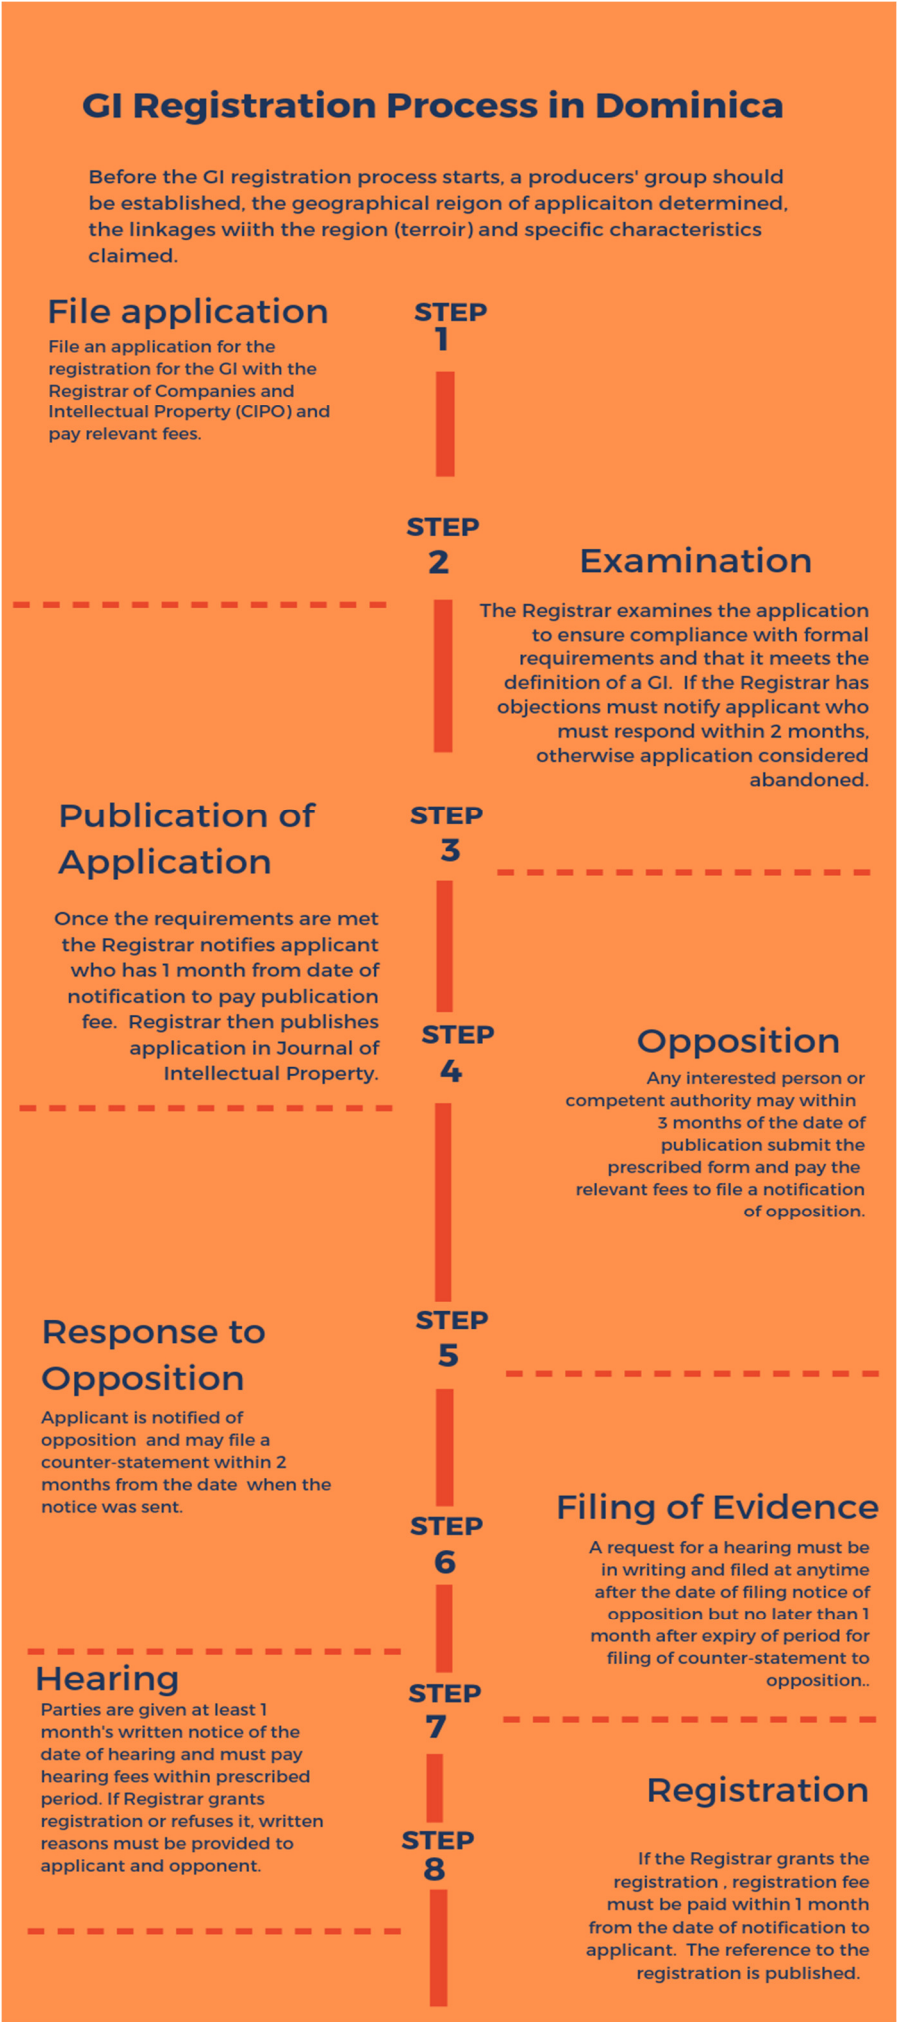 GI Registration Process in Dominica
Before the GI registration process starts, a producers' group should
be established, the geographical reigon of applicaiton determined,
the linkages wiith the region (terroir) and specific characteristics
claimed.
STEP
1
File application
File an application for the
registration for the GI with the
Registrar of Companies and
Intellectual Property (CIPO) and
pay relevant fees.
STEP
2
Examination
The Registrar examines the application
to ensure compliance with formal
requirements and that it meets the
definition of a GI. If the Registrar has
objections must notify applicant who
must respond within 2 months,
otherwise application considered
abandoned.
STEP
3
Publication of
Application
Once the requirements are met
the Registrar notifies applicant
who has 1 month from date of
notification to pay publication
fee. Registrar then publishes
application in Journal of
Intellectual Property.
STEP
4
Opposition
Any interested person or
competent authority may within
3 months of the date of
publication submit the
prescribed form and pay the
relevant fees to file a notification
of opposition.
STEP
5
Response to
Opposition
Applicant is notified of
opposition and may file a
counter-statement within 2
months from the date when the
notice was sent.
STEP
6
Filing of Evidence
A request for a hearing must be
in writing and filed at anytime
after the date of filing notice of
opposition but no later than 1
month after expiry of period for
filing of counter-statement to
opposition..
STEP
7
Hearing
Parties are given at least 1
month's written notice of the
date of hearing and must pay
hearing fees within prescribed
period. If Registrar grants
registration or refuses it, written
reasons must be provided to
applicant and opponent.
STEP
8
Registration
If the Registrar grants the
registration , registration fee
must be paid within 1 month
from the date of notification to
applicant. The reference to the
registration is published.